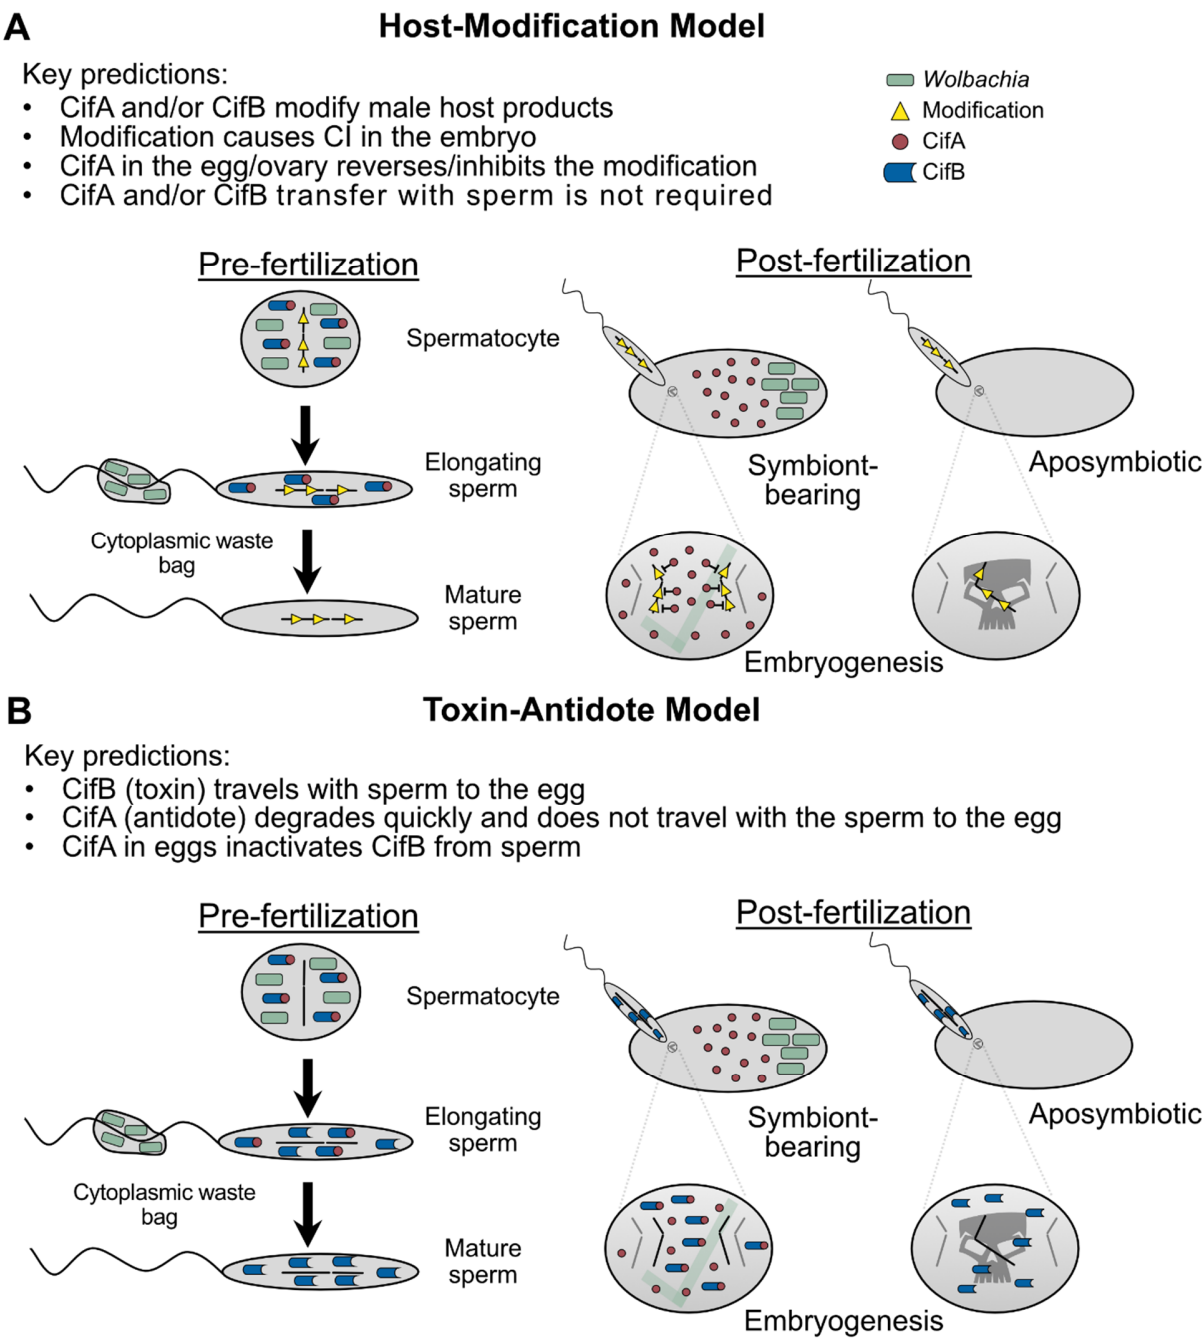 A
Host-Modification Model
Key predictions:
• CifA and/or CifB modify male host products
• Modification causes CI in the embryo
• CifA in the egg/ovary reverses/inhibits the modification
• CifA and/or CifB transfer with sperm is not required
Wolbachia
Modification
CifA
CifB
Pre-fertilization
Post-fertilization
Spermatocyte
Elongating
sperm
Symbiont-
bearing
Aposymbiotic
Cytoplasmic waste
bag
Mature
sperm
Embryogenesis
B
Toxin-Antidote Model
Key predictions:
• CifB (toxin) travels with sperm to the egg
• CifA (antidote) degrades quickly and does not travel with the sperm to the egg
• CifA in eggs inactivates CifB from sperm
Pre-fertilization
Post-fertilization
Spermatocyte
Elongating
sperm
Symbiont-
bearing
Aposymbiotic
Cytoplasmic waste
bag
Mature
sperm
Embryogenesis